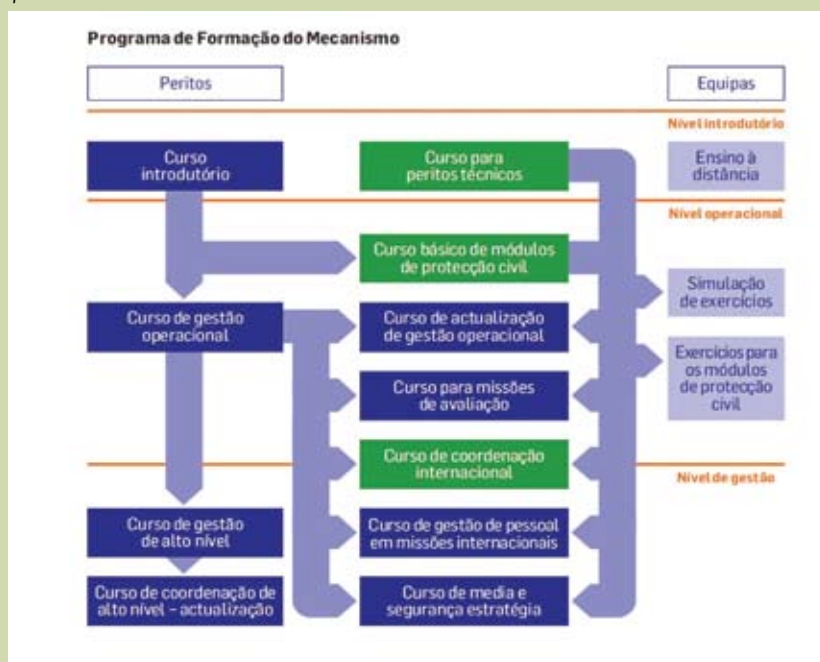 Programa de Formação do Mecanismo
Peritos
Equipas
Nível introdutório
Curso
introdutório
Curso para
peritos técnicos
Ensino à
distância
Nível operacional
Curso básico de módulos
de protecção civil
Simulação
de exercícios
Curso de gestão
operacional
Curso de actualização
de gestão operacional
Exercícios para
os módulos
de protecção
civil
Curso para missões
de avaliação
Curso de coordenação
internacional
Nível de gestão
Curso de gestão
de alto nível
Curso de gestão de pessoal
em missões internacionais
Curso de coordenação de
alto nível – actualização
Curso de media e
segurança estratégia